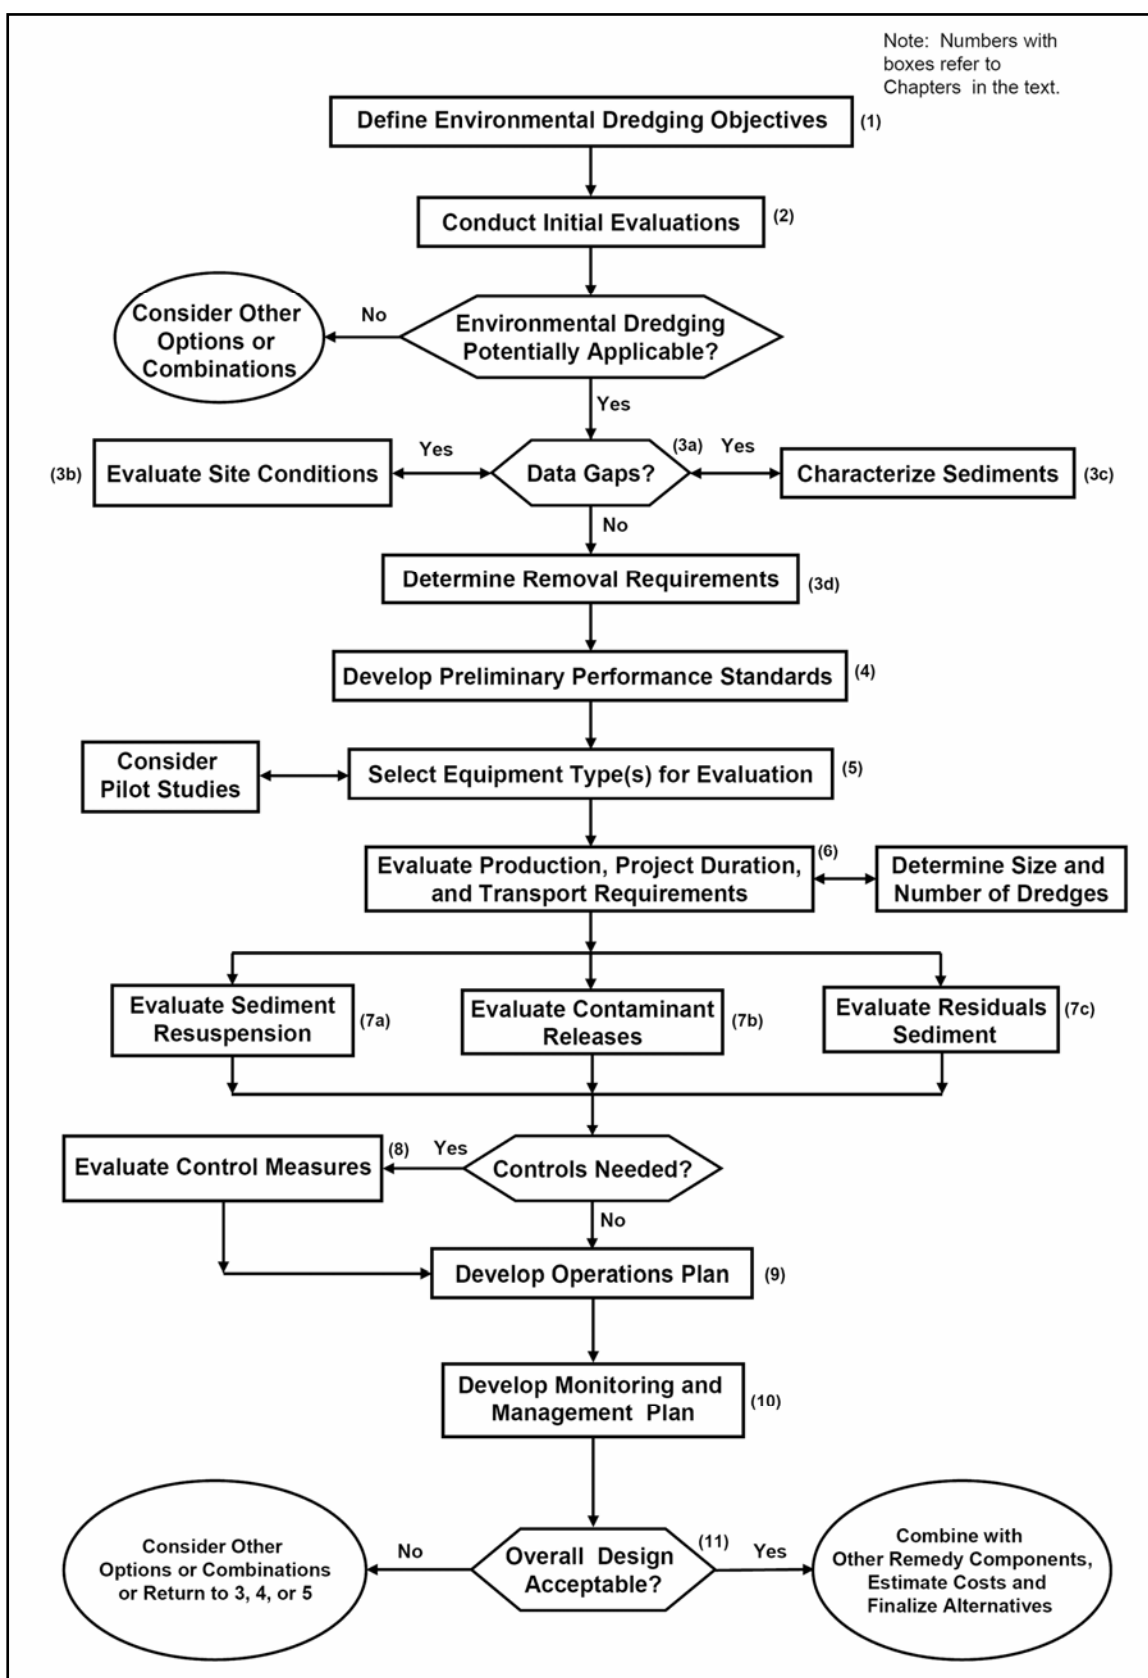 Note: Numbers with
boxes refer to
Chapters in the text.
Define Environmental Dredging Objectives
(1)
Conduct Initial Evaluations
(2)
Consider Other
Options or
Combinations
No
Environmental Dredging
Potentially Applicable?
Yes
(3b)
Evaluate Site Conditions
Yes
Data Gaps?
(3a)
Yes
Characterize Sediments
(3c)
No
Determine Removal Requirements
(3d)
Develop Preliminary Performance Standards
(4)
Consider
Pilot Studies
Select Equipment Type(s) for Evaluation
(5)
Evaluate Production, Project Duration,
and Transport Requirements
(6)
Determine Size and
Number of Dredges
Evaluate Sediment
Resuspension
(7a)
Evaluate Contaminant
Releases
(7b)
Evaluate Residuals
Sediment
(7c)
Evaluate Control Measures
(8)
Yes
Controls Needed?
No
Develop Operations Plan
(9)
Develop Monitoring and
Management Plan
(10)
Consider Other
Options or Combinations
or Return to 3, 4, or 5
No
Overall Design
Acceptable?
(11)
Yes
Combine with
Other Remedy Components,
Estimate Costs and
Finalize Alternatives